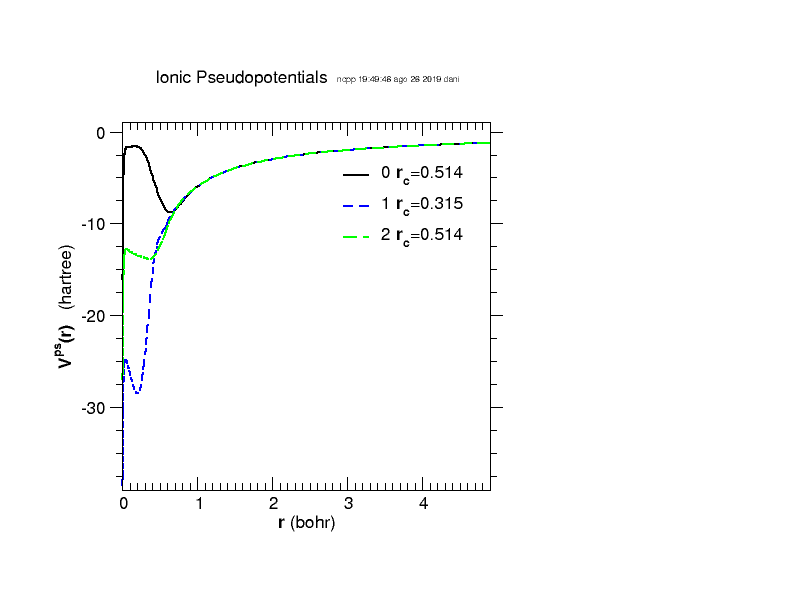 Ionic Pseudopotentials ncpp 19:49:46 ago 26 2019 dani
0
-10
-20
-30
0 rc=0.514
1 rc=0.315
2 rc=0.514
Vps(r) (hartree)
0 1 2 3 4
r (bohr)